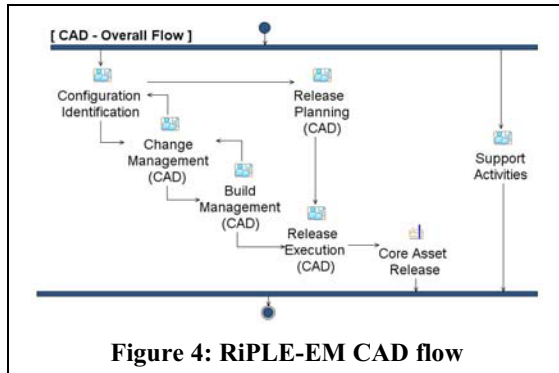 [ CAD - Overall Flow ]
Configuration
Identification
Release
Planning
(CAD)
Change
Management
(CAD)
Support
Activities
Build
Management
(CAD)
Release
Execution
(CAD)
Core Asset
Release
Figure 4: RiPLE-EM CAD flow